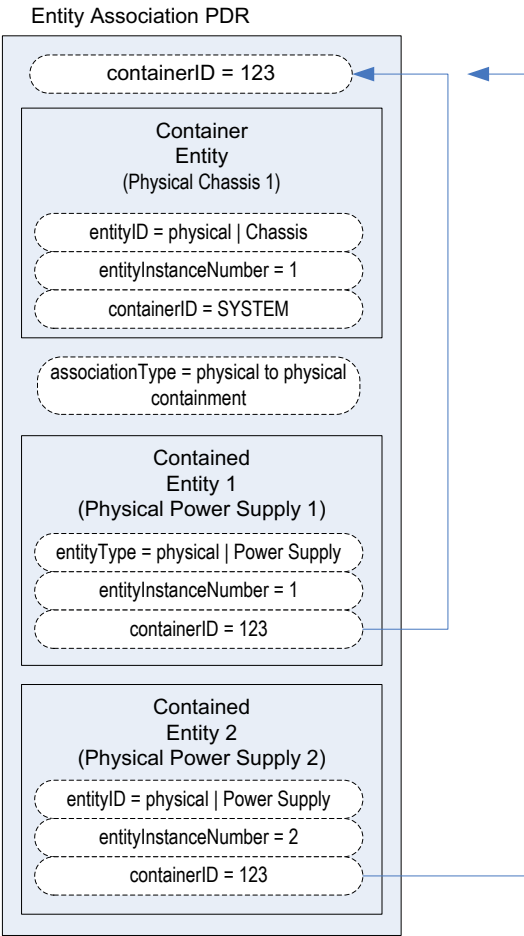 Entity Association PDR
containerID = 123
Container
Entity
(Physical Chassis 1)
entityID = physical | Chassis
entityInstanceNumber = 1
containerID = SYSTEM
associationType = physical to physical
containment
Contained
Entity 1
(Physical Power Supply 1)
entityType = physical | Power Supply
entityInstanceNumber = 1
containerID = 123
Contained
Entity 2
(Physical Power Supply 2)
entityID = physical | Power Supply
entityInstanceNumber = 2
containerID = 123